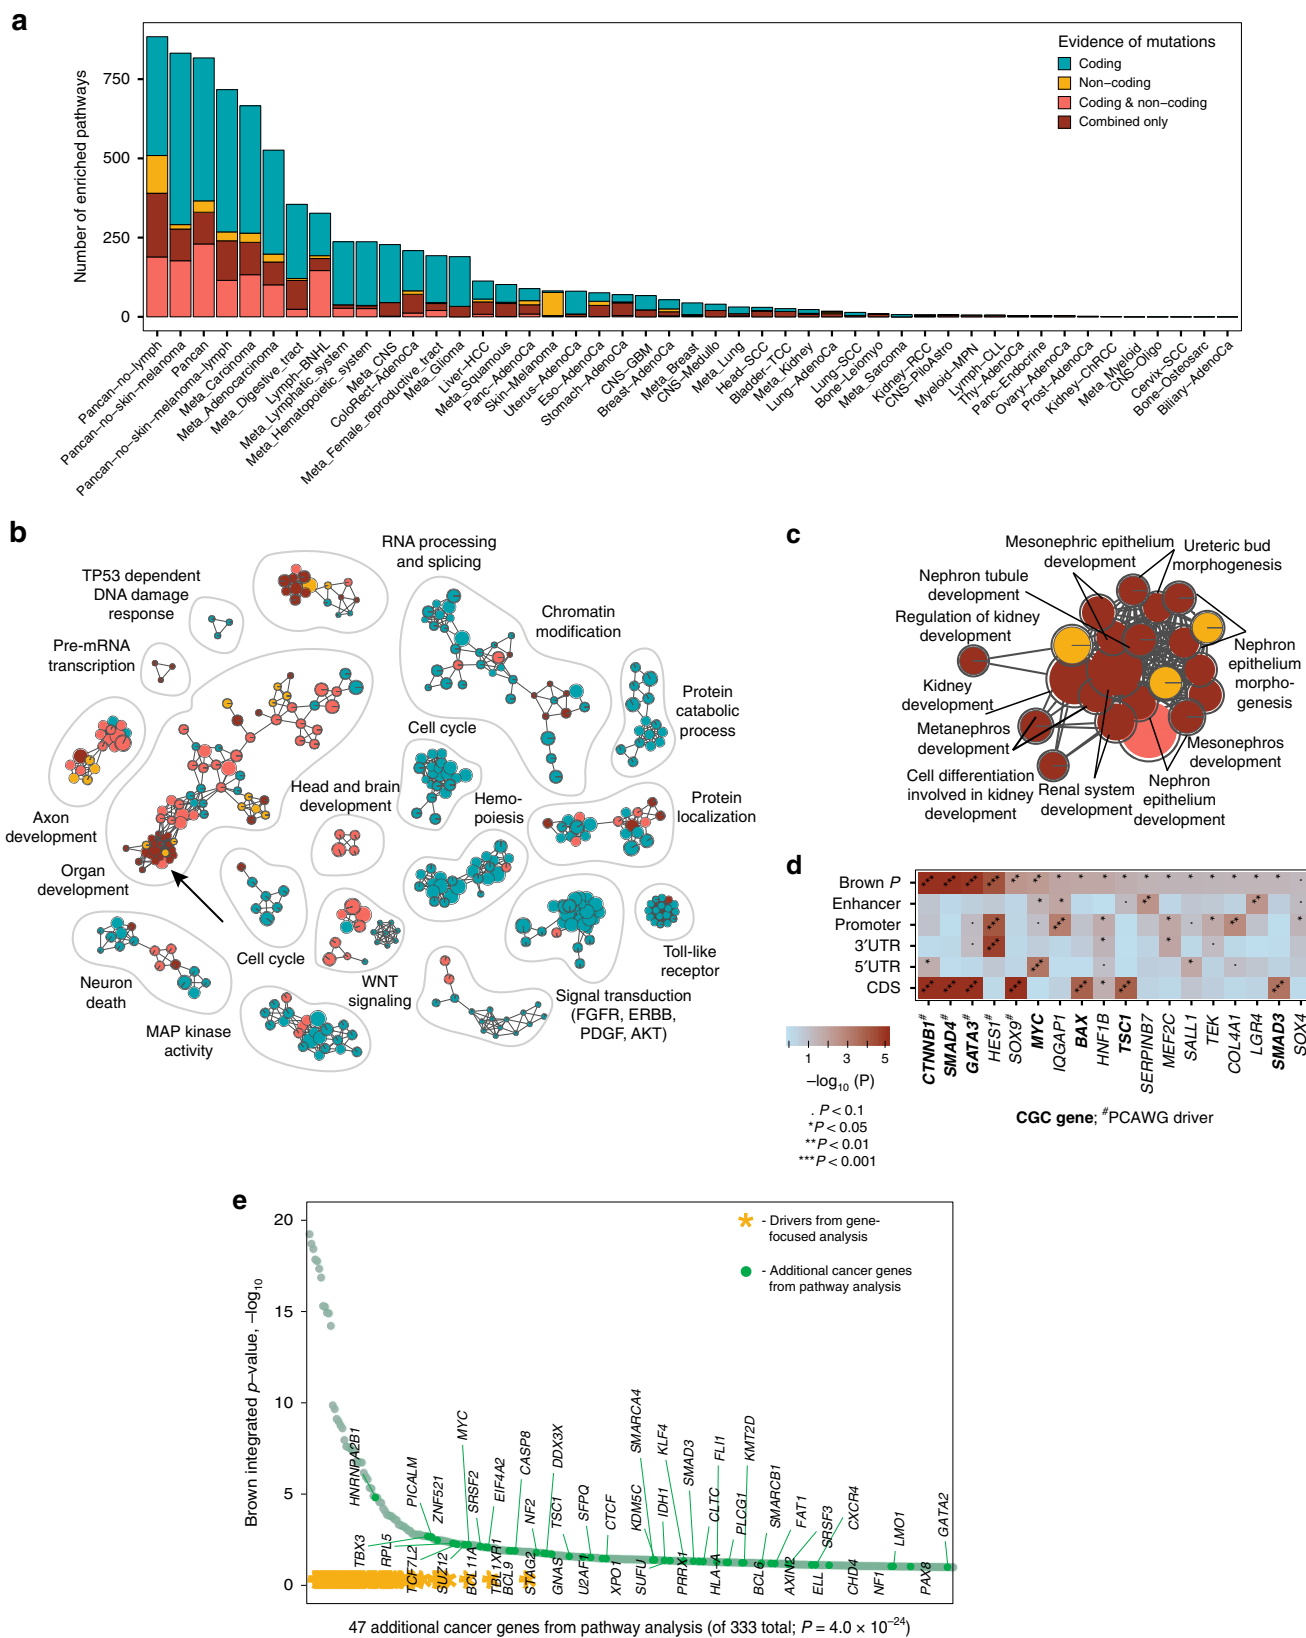 a
Number of enriched pathways
750
500
250
0
Evidence of mutations
Coding
Non−coding
Coding & non−coding
Combined only
Pancan−no−lymph
Pancan−no−skin−melanoma
Pancan
Pancan−no−skin−melanoma−lymph
Meta_Carcinoma
Meta_Adenocarcinoma
Meta_Digestive_tract
Lymph−BNHL
Meta_Lymphatic_system
Meta_Hematopoietic_system
Meta_CNS
ColoRect−AdenoCa
Meta_Female_reproductive_tract
Meta_Glioma
Liver−HCC
Meta_Squamous
Panc−AdenoCa
Skin−Melanoma
Uterus−AdenoCa
Eso−AdenoCa
Stomach−AdenoCa
CNS−GBM
Breast−AdenoCa
Meta_Breast
CNS−Medullo
Meta_Lung
Head−SCC
Bladder−TCC
Meta_Kidney
Lung−AdenoCa
Lung−SCC
Bone−Leiomyo
Meta_Sarcoma
Kidney−RCC
CNS−PiloAstro
Myeloid−MPN
Lymph−CLL
Thy−AdenoCa
Panc−Endocrine
Ovary−AdenoCa
Prost−AdenoCa
Kidney−ChRCC
Meta_Myeloid
CNS−Oligo
Cervix−SCC
Bone−Osteosarc
Biliary−AdenoCa
b
RNA processing
and splicing
TP53 dependent
DNA damage
response
Chromatin
modification
Pre-mRNA
transcription
Protein
catabolic
process
Cell cycle
Head and brain
development
Hemo-
poiesis
Protein
localization
Axon
development
Organ
development
Cell cycle
Toll-like
receptor
Neuron
death
WNT
signaling
Signal transduction
(FGFR, ERBB,
PDGF, AKT)
MAP kinase
activity
c
Mesonephric epithelium
development
Ureteric bud
morphogenesis
Nephron tubule
development
Regulation of kidney
development
Nephron
epithelium
morpho-
genesis
Kidney
development
Metanephros
development
Mesonephros
development
Cell differentiation
involved in kidney
development
Renal system
development
Nephron
epithelium
development
d
Brown P
Enhancer
Promoter
3′UTR
5′UTR
CDS
CTNNB1#
SMAD4#
GATA3#
HES1#
SOX9#
MYC
IQGAP1
BAX
HNF1B
TSC1
SERPINB7
MEF2C
SALL1
TEK
COL4A1
LGR4
SMAD3
SOX4
1 3 5
−log10 (P)
. P < 0.1
*P < 0.05
**P < 0.01
***P < 0.001
CGC gene; #PCAWG driver
e
Brown integrated p−value, −log10
20
15
10
5
0
- Drivers from gene-
focused analysis
- Additional cancer genes
from pathway analysis
HNRNPA2B1
PICALM
ZNF521
MYC
SRSF2
EIF4A2
CASP8
NF2
DDX3X
TSC1
SFPQ
CTCF
KDM5C
SMARCA4
IDH1
KLF4
SMAD3
CLTC
FLI1
PLCG1
KMT2D
SMARCB1
FAT1
SRSF3
CXCR4
LMO1
GATA2
TBX3
RPL5
TCF7L2
SUZ12
BCL11A
TBL1XR1
BCL9
STAG2
GNAS
U2AF1
XPO1
SUFU
PRRX1
HLA−A
BCL6
AXIN2
ELL
CHD4
NF1
PAX8
47 additional cancer genes from pathway analysis (of 333 total; P = 4.0 × 10−24)